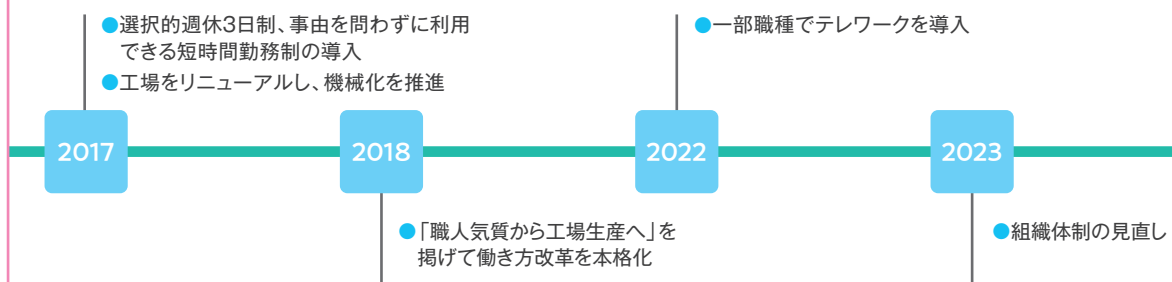 ●選択的週休3日制、事由を問わずに利用
できる短時間勤務制の導入
●工場をリニューアルし、機械化を推進
●一部職種でテレワークを導入
2017
2018
2022
2023
●「職人気質から工場生産へ」を
掲げて働き方改革を本格化
●組織体制の見直し